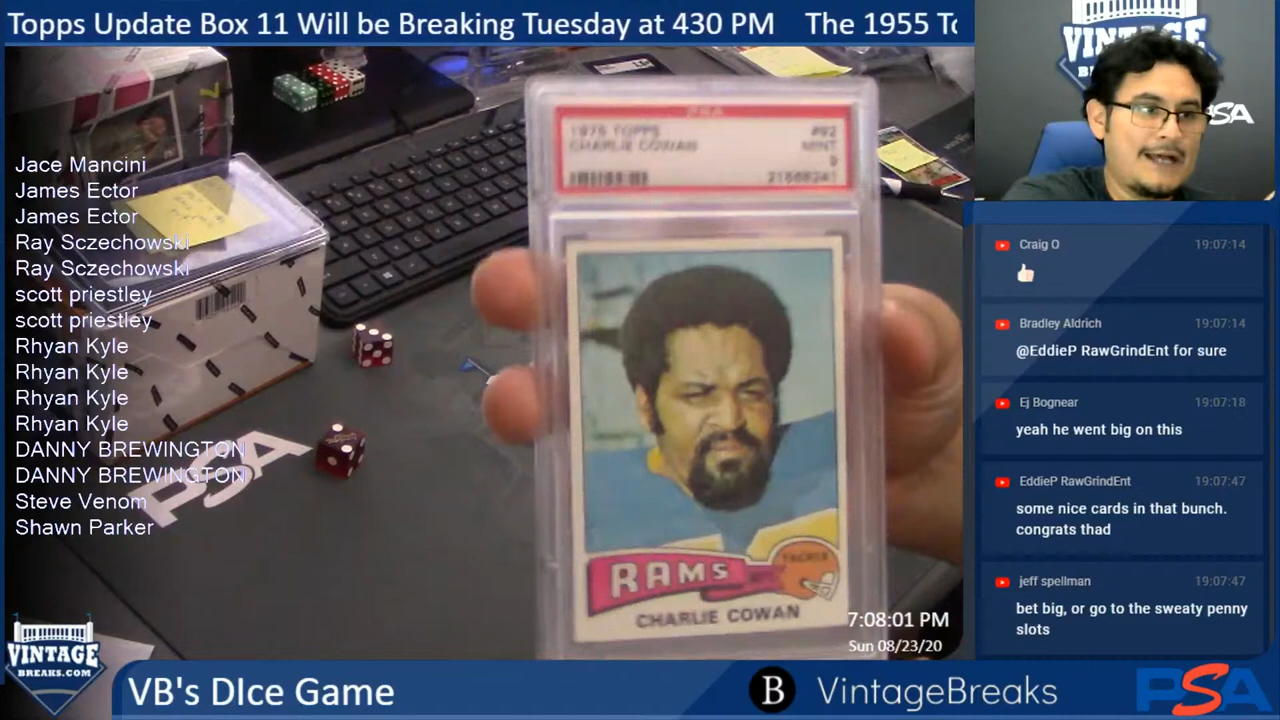 Topps Update Box 11 Will be Breaking Tuesday at 430 PM The 1955 To
VINTAGE
PSA
Jace Mancini
James Ector
James Ector
Ray Sczechowski
Ray Sczechowski
scott priestley
scott priestley
Rhyan Kyle
Rhyan Kyle
Rhyan Kyle
Rhyan Kyle
DANNY BREWINGTON
DANNY BREWINGTON
Steve Venom
Shawn Parker
PSA
PSA
1975 TOPPS #92
CHARLIE COWAN MINT
9
21568241
RAMS
TACKLE
CHARLIE COWAN
7:08:01 PM
Sun 08/23/20
Craig O 19:07:14
Bradley Aldrich 19:07:14
@EddieP RawGrindEnt for sure
Ej Bognear 19:07:18
yeah he went big on this
EddieP RawGrindEnt 19:07:47
some nice cards in that bunch.
congrats thad
jeff spellman 19:07:47
bet big, or go to the sweaty penny
slots
VINTAGE
BREAKS.COM
VB's DIce Game
B VintageBreaks
PSA